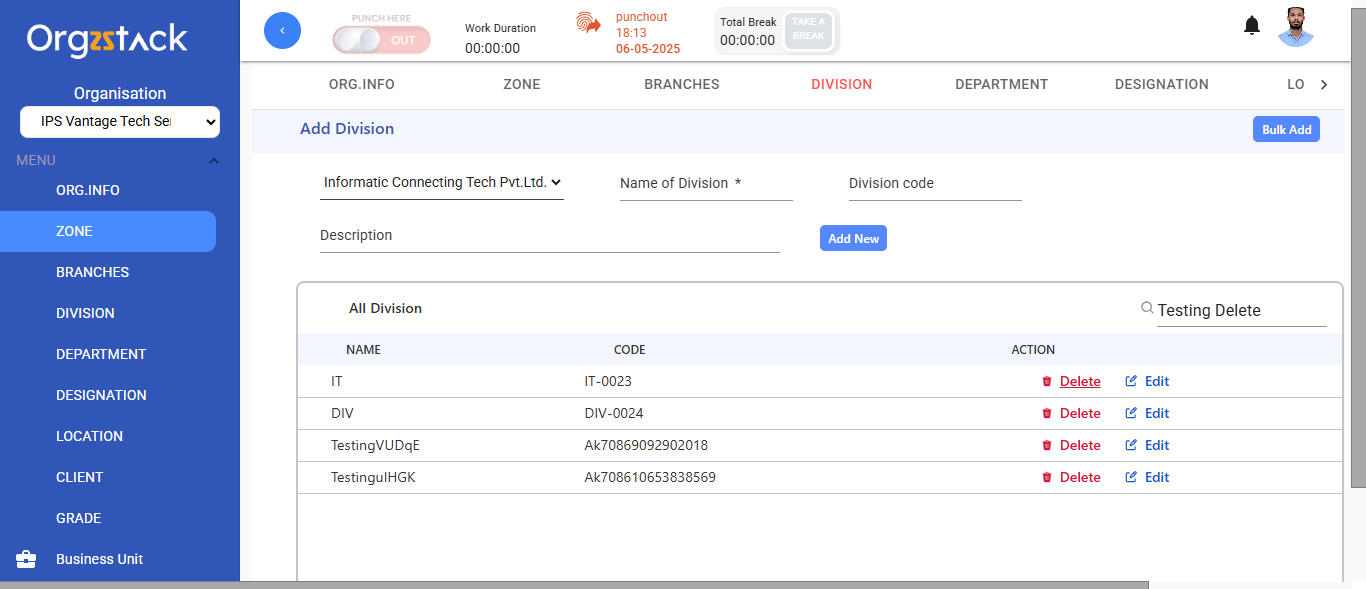 Orgzstack
Organisation
IPS Vantage Tech Ser
MENU
ORG.INFO
ZONE
BRANCHES
DIVISION
DEPARTMENT
DESIGNATION
LOCATION
CLIENT
GRADE
Business Unit
PUNCH HERE
OUT
Work Duration
00:00:00
punchout
18:13
06-05-2025
Total Break
00:00:00
TAKE A
BREAK
ORG.INFO ZONE BRANCHES DIVISION DEPARTMENT DESIGNATION LO
Add Division
Bulk Add
Informatic Connecting Tech Pvt.Ltd. Name of Division * Division code
Description
Add New
All Division
Testing Delete
NAME CODE ACTION
IT IT-0023 Delete Edit
DIV DIV-0024 Delete Edit
TestingVUDqE Ak70869092902018 Delete Edit
TestinguIHGK Ak708610653838569 Delete Edit